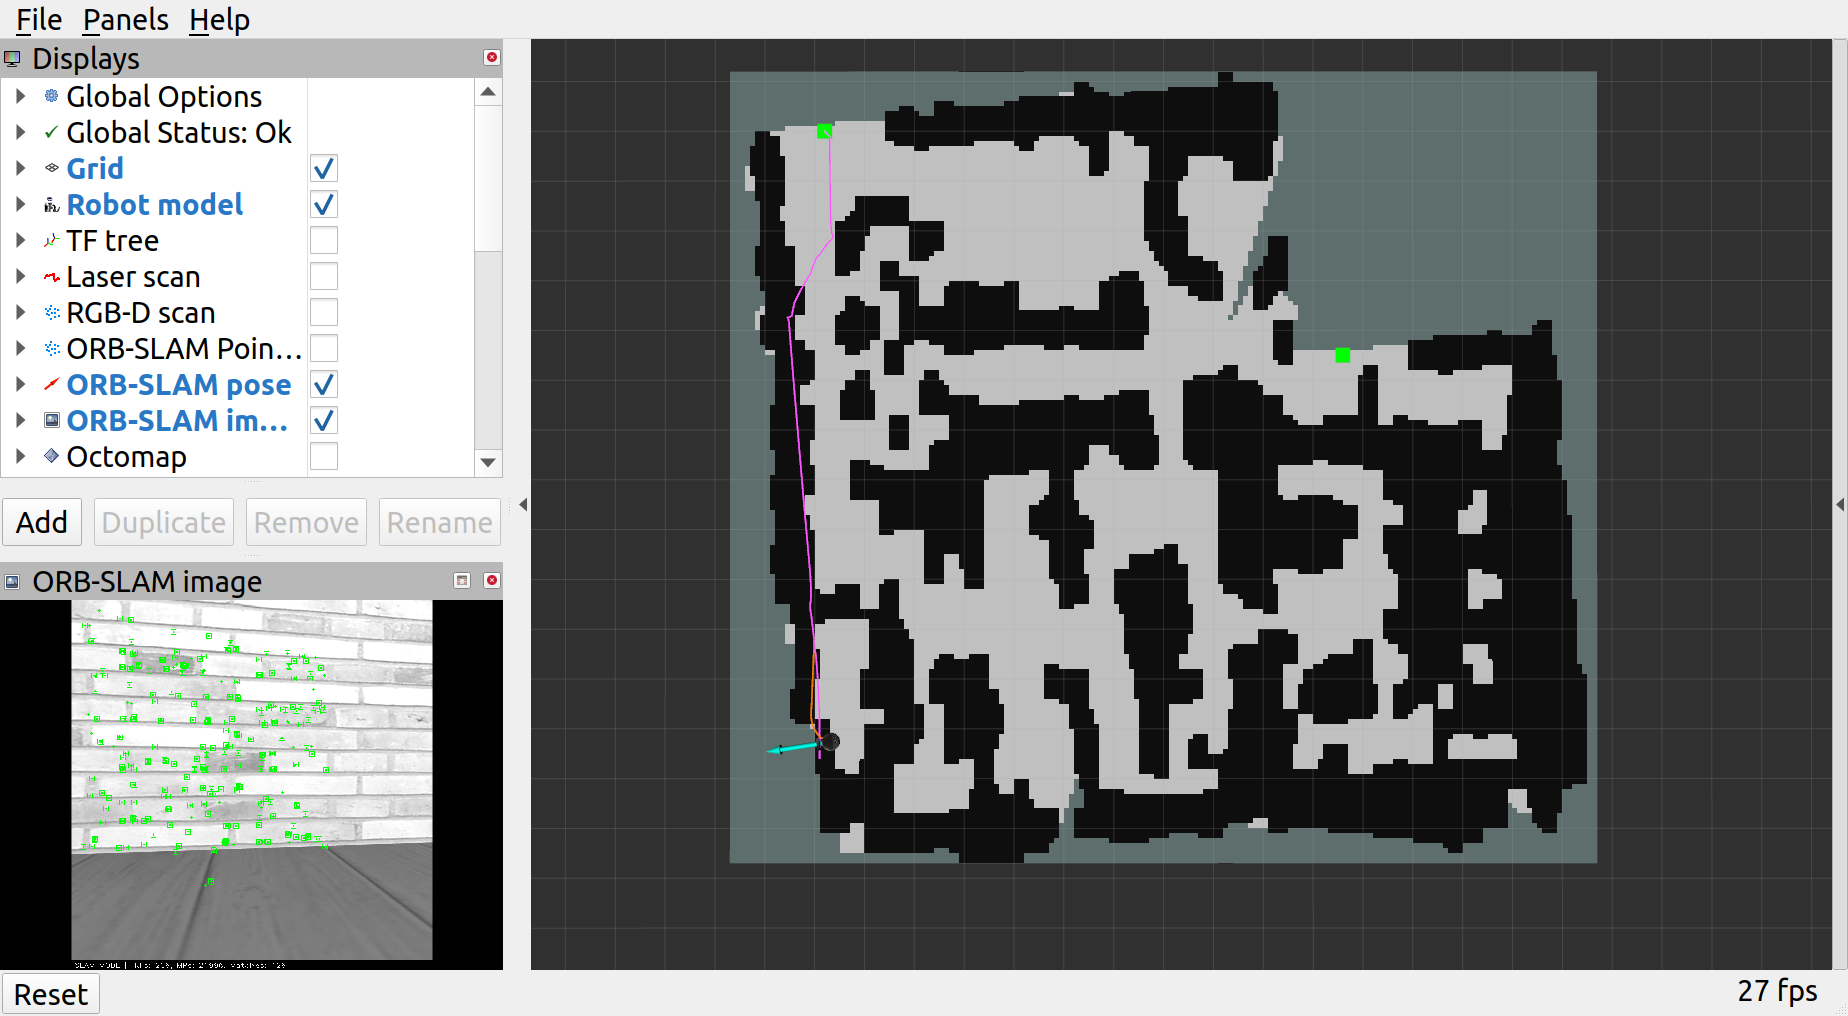 File Panels Help
Displays
Global Options
Global Status: Ok
Grid
Robot model
TF tree
Laser scan
RGB-D scan
ORB-SLAM Poin...
ORB-SLAM pose
ORB-SLAM im...
Octomap
Add Duplicate Remove Rename
ORB-SLAM image
SLAM MODE |
Reset
27 fps